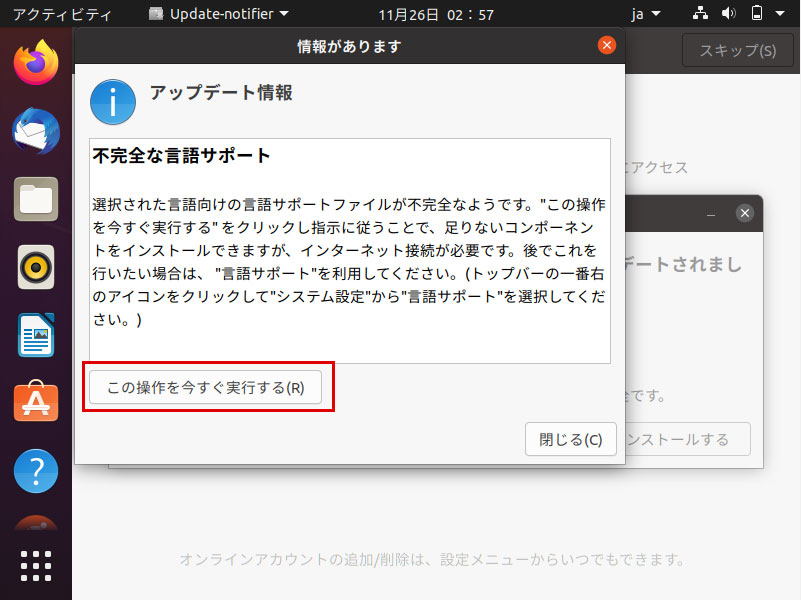 アクティビティ
Update-notifier
11月26日 02：57
ja
情報があります
スキップ(S)
アップデート情報
不完全な言語サポート
選択された言語向けの言語サポートファイルが不完全なようです。"この操作
を今すぐ実行する" をクリックし指示に従うことで、足りないコンポーネン
トをインストールできますが、インターネット接続が必要です。後でこれを
行いたい場合は、 "言語サポート"を利用してください。(トップバーの一番右
のアイコンをクリックして"システム設定"から"言語サポート"を選択してくだ
さい。)
この操作を今すぐ実行する(R)
閉じる(C)
にアクセス
デートされまし
全です。
ンストールする
オンラインアカウントの追加/削除は、設定メニューからいつでもできます。